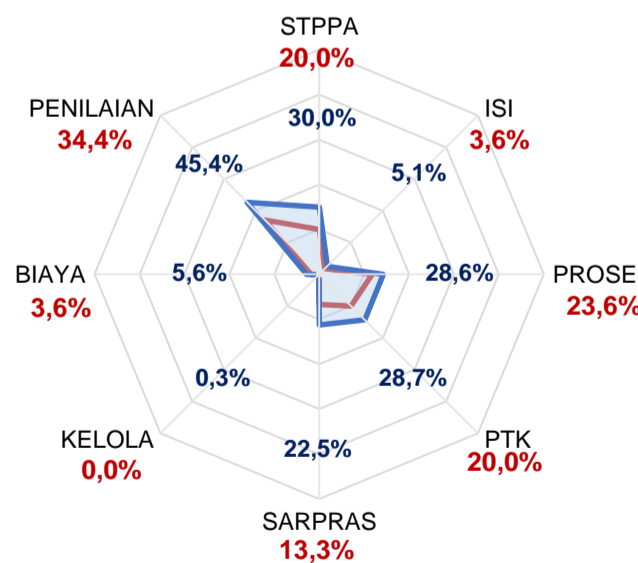 STPPA
20,0%
30,0%
ISI
3,6%
5,1%
PROSE
23,6%
28,6%
PTK
20,0%
28,7%
SARPRAS
13,3%
22,5%
KELOLA
0,0%
0,3%
BIAYA
3,6%
5,6%
PENILAIAN
34,4%
45,4%